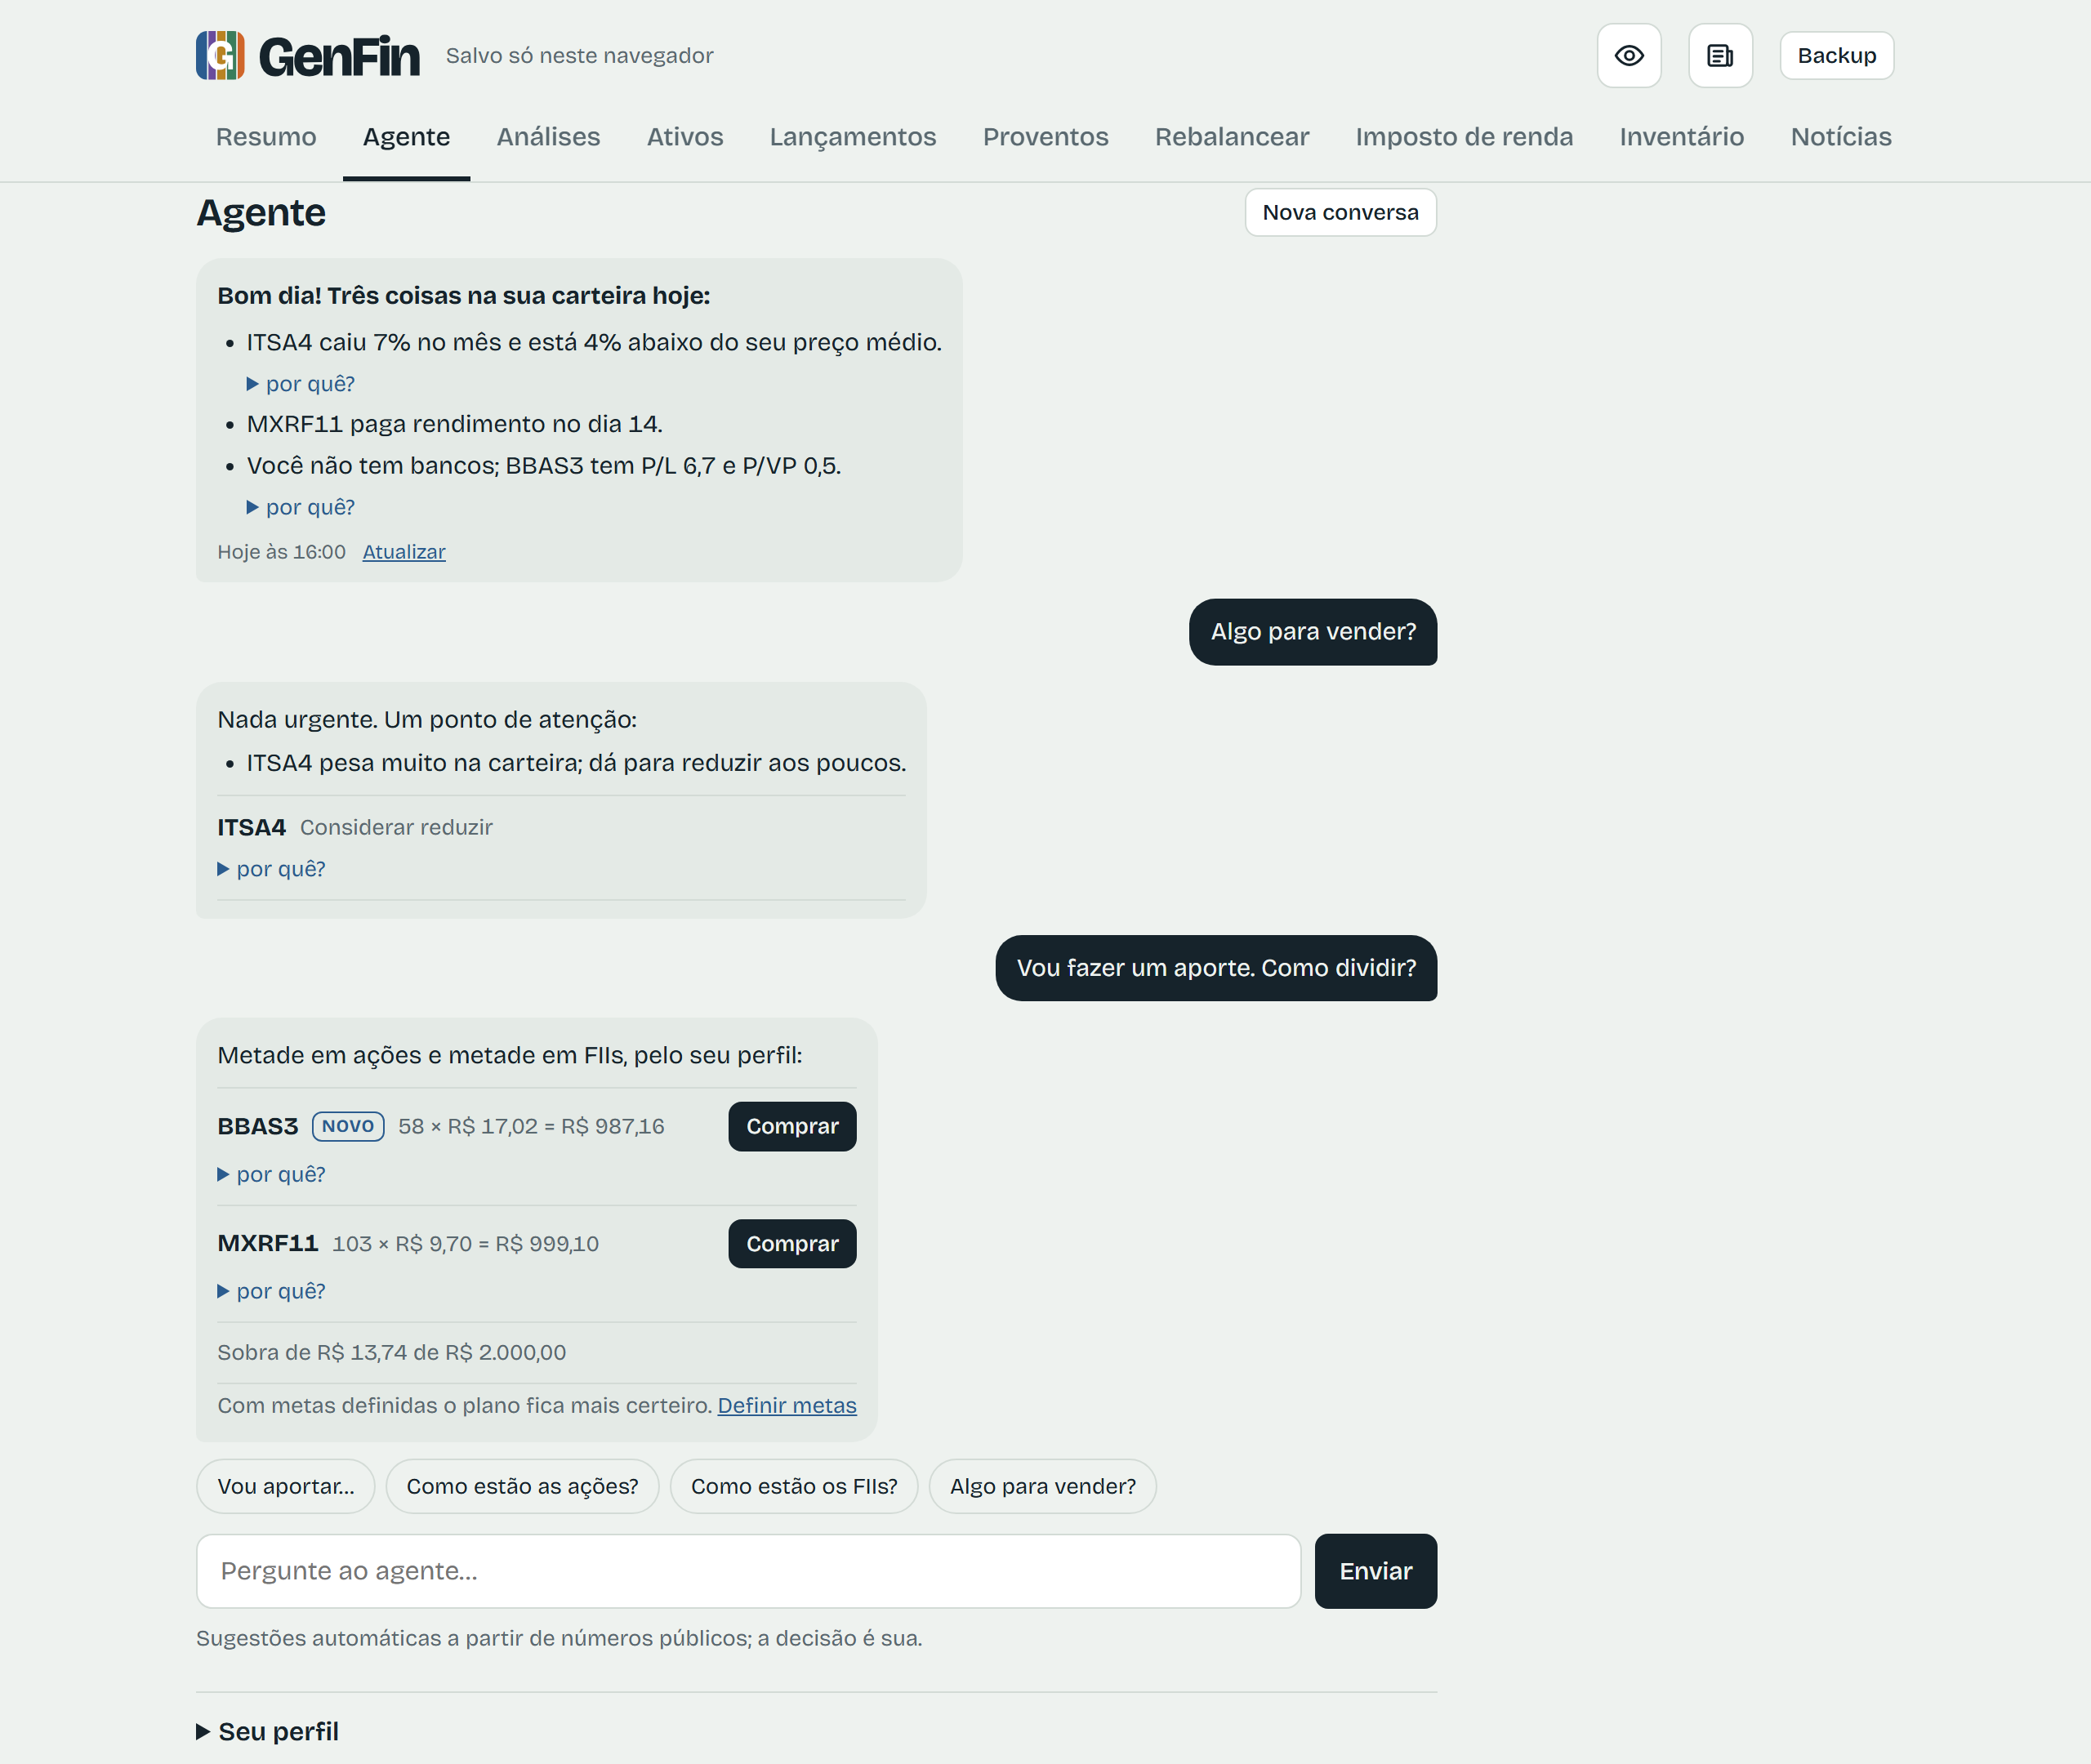 G GenFin Salvo só neste navegador Backup
Resumo Agente Análises Ativos Lançamentos Proventos Rebalancear Imposto de renda Inventário Notícias
Agente Nova conversa
Bom dia! Três coisas na sua carteira hoje:
• ITSA4 caiu 7% no mês e está 4% abaixo do seu preço médio.
▶ por quê?
• MXRF11 paga rendimento no dia 14.
• Você não tem bancos; BBAS3 tem P/L 6,7 e P/VP 0,5.
▶ por quê?
Hoje às 16:00 Atualizar
Algo para vender?
Nada urgente. Um ponto de atenção:
• ITSA4 pesa muito na carteira; dá para reduzir aos poucos.
ITSA4 Considerar reduzir
▶ por quê?
Vou fazer um aporte. Como dividir?
Metade em ações e metade em FIIs, pelo seu perfil:
BBAS3 NOVO 58 × R$ 17,02 = R$ 987,16 Comprar
▶ por quê?
MXRF11 103 × R$ 9,70 = R$ 999,10 Comprar
▶ por quê?
Sobra de R$ 13,74 de R$ 2.000,00
Com metas definidas o plano fica mais certeiro. Definir metas
Vou aportar... Como estão as ações? Como estão os FIIs? Algo para vender?
Pergunte ao agente... Enviar
Sugestões automáticas a partir de números públicos; a decisão é sua.
▶ Seu perfil